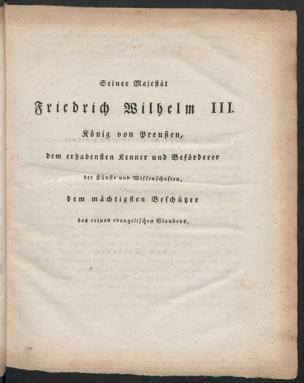 Seiner Majestät
Friedrich Wilhelm III.
König von Preußen,
dem erhabensten Kenner und Beförderer
der Künste und Wissenschaften,
dem mächtigsten Beschützer
des reinen evangelischen Glaubens,